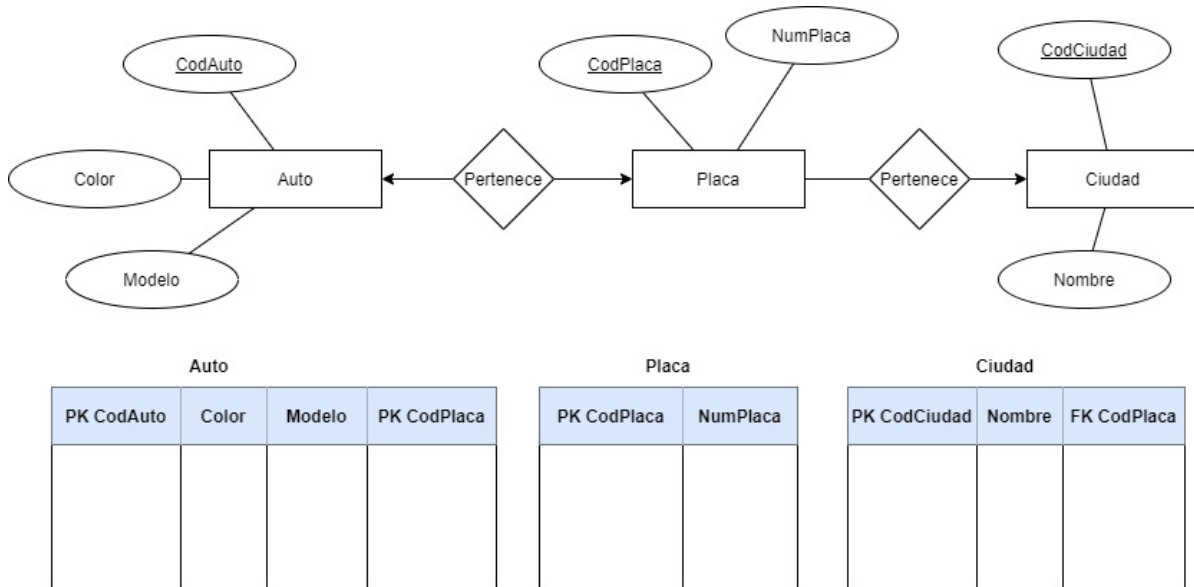 NumPlaca
CodAuto
CodPlaca
CodCiudad
Color
Auto
Pertenece
Placa
Pertenece
Ciudad
Modelo
Nombre
Auto
Placa
Ciudad
PK CodAuto Color Modelo PK CodPlaca
PK CodPlaca NumPlaca
PK CodCiudad Nombre FK CodPlaca